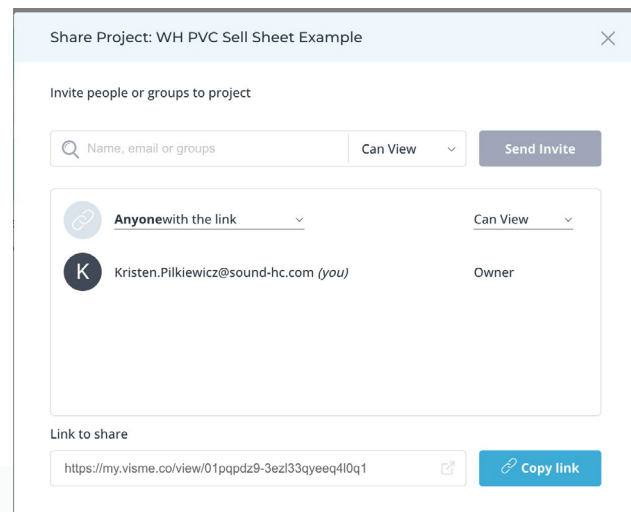 Share Project: WH PVC Sell Sheet Example
Invite people or groups to project
Name, email or groups
Can View
Send Invite
Anyonewith the link
Can View
K
Kristen.Pilkiewicz@sound-hc.com (you)
Owner
Link to share
https://my.visme.co/view/01pqpdz9-3ezl33qyeeq4l0q1
Copy link